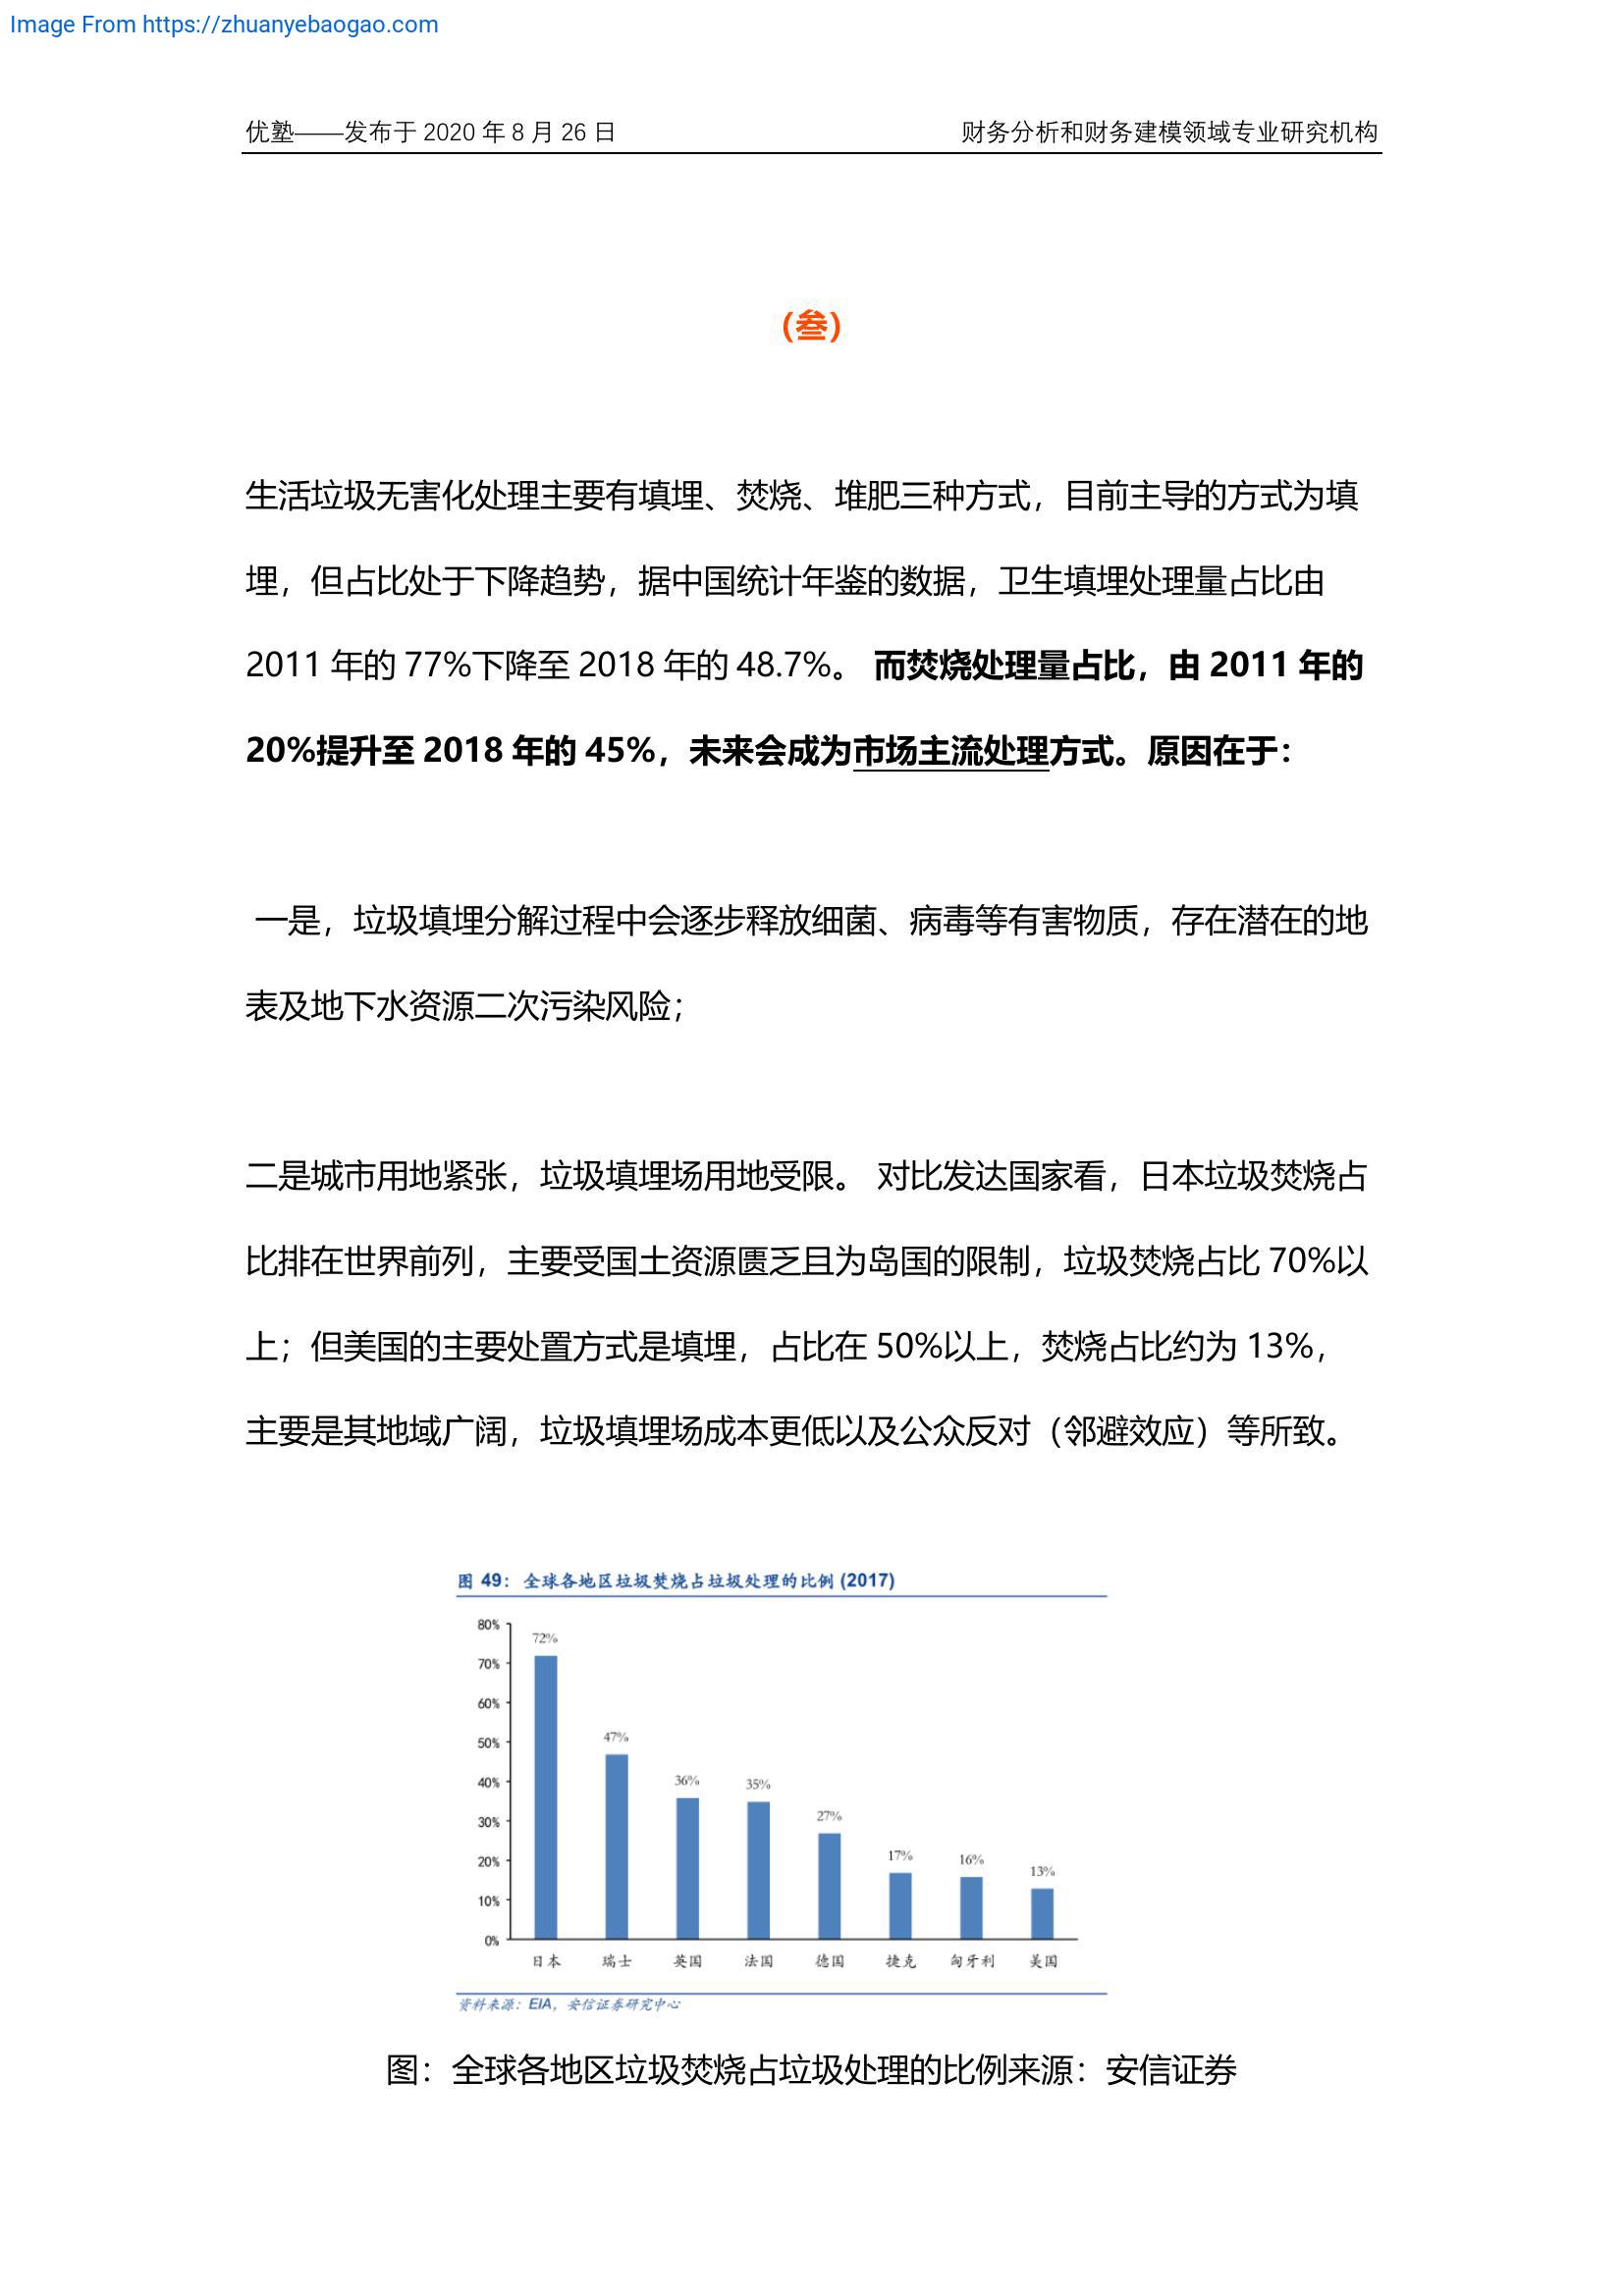 Image From https://zhuanyebaogao.com
优塾——发布于 2020 年 8 月 26 日 财务分析和财务建模领域专业研究机构
(叁)
生活垃圾无害化处理主要有填埋、焚烧、堆肥三种方式，目前主导的方式为填
埋，但占比处于下降趋势，据中国统计年鉴的数据，卫生填埋处理量占比由
2011 年的 77%下降至 2018 年的 48.7%。 而焚烧处理量占比，由 2011 年的
20%提升至 2018 年的 45%，未来会成为市场主流处理方式。原因在于：
一是，垃圾填埋分解过程中会逐步释放细菌、病毒等有害物质，存在潜在的地
表及地下水资源二次污染风险；
二是城市用地紧张，垃圾填埋场用地受限。 对比发达国家看，日本垃圾焚烧占
比排在世界前列，主要受国土资源匮乏且为岛国的限制，垃圾焚烧占比 70%以
上；但美国的主要处置方式是填埋，占比在 50%以上，焚烧占比约为 13%，
主要是其地域广阔，垃圾填埋场成本更低以及公众反对（邻避效应）等所致。
图 49： 全球各地区垃圾焚烧占垃圾处理的比例 (2017)
80%
70%
60%
50%
40%
30%
20%
10%
0%
72%
47%
36%
35%
27%
17%
16%
13%
日本 瑞士 英国 法国 德国 捷克 匈牙利 美国
资料来源：EIA，安信证券研究中心
图：全球各地区垃圾焚烧占垃圾处理的比例来源：安信证券